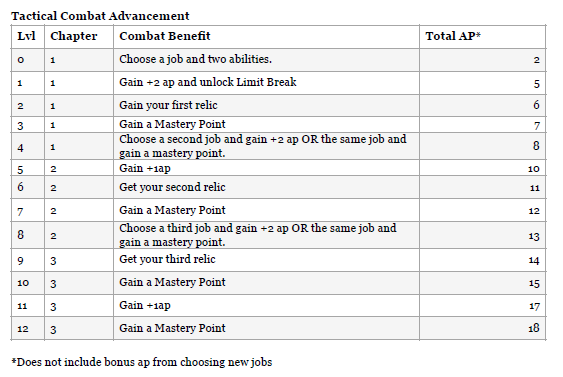 Tactical Combat Advancement
Lvl Chapter Combat Benefit Total AP*
0 1 Choose a job and two abilities. 2
1 1 Gain +2 ap and unlock Limit Break 5
2 1 Gain your first relic 6
3 1 Gain a Mastery Point 7
4 1 Choose a second job and gain +2 ap OR the same job and
gain a mastery point. 8
5 2 Gain +1ap 10
6 2 Get your second relic 11
7 2 Gain a Mastery Point 12
8 2 Choose a third job and gain +2 ap OR the same job and
gain a mastery point. 13
9 3 Get your third relic 14
10 3 Gain a Mastery Point 15
11 3 Gain +1ap 17
12 3 Gain a Mastery Point 18
*Does not include bonus ap from choosing new jobs